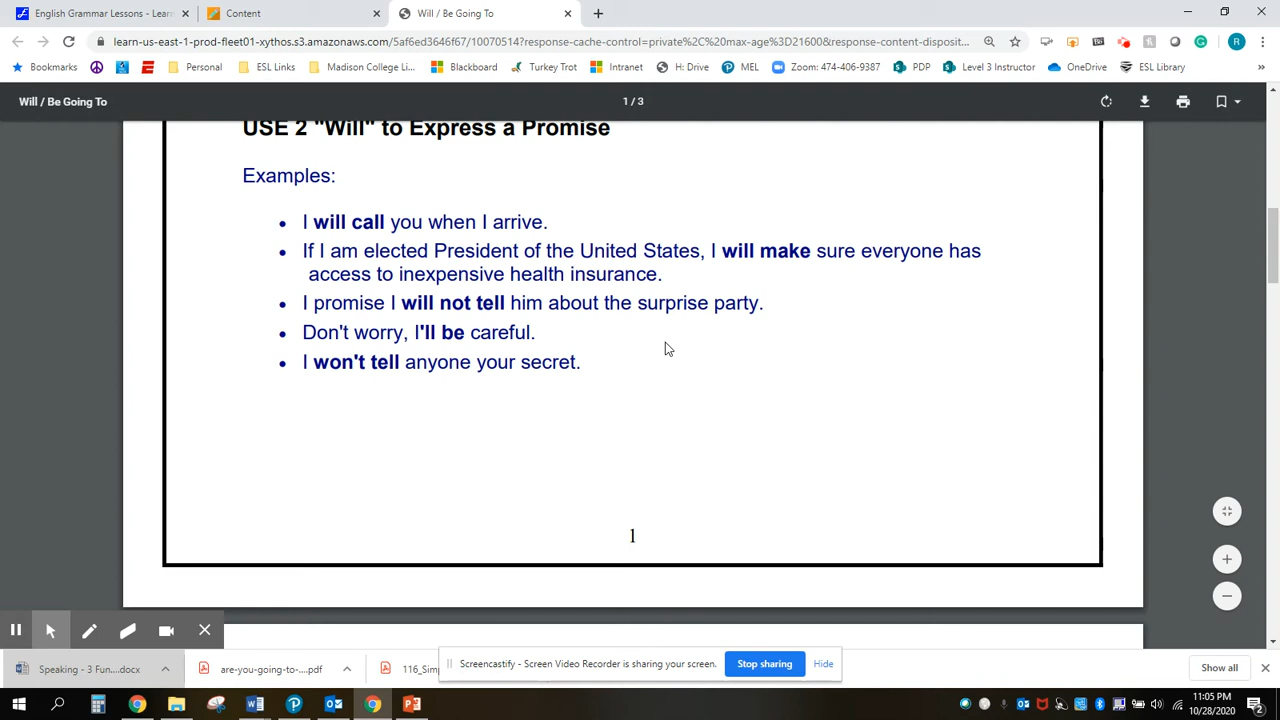 English Grammar Lessons - Learn
Content
Will / Be Going To
learn-us-east-1-prod-fleet01-xythos.s3.amazonaws.com/5af6ed3646f67/10070514?response-cache-control=private%2C%20max-age%3D21600&response-content-disposit...
R
Bookmarks
Personal
ESL Links
Madison College Li...
Blackboard
Turkey Trot
Intranet
H: Drive
MEL
Zoom: 474-406-9387
PDP
Level 3 Instructor
OneDrive
ESL Library
»
Will / Be Going To
1 / 3
USE 2 "Will" to Express a Promise
Examples:
• I will call you when I arrive.
• If I am elected President of the United States, I will make sure everyone has
access to inexpensive health insurance.
• I promise I will not tell him about the surprise party.
• Don't worry, I'll be careful.
• I won't tell anyone your secret.
1
Speaking - 3 Fun....docx
are-you-going-to-....pdf
116_Simp
Screencastify - Screen Video Recorder is sharing your screen.
Stop sharing
Hide
Show all
11:05 PM
10/28/2020
2